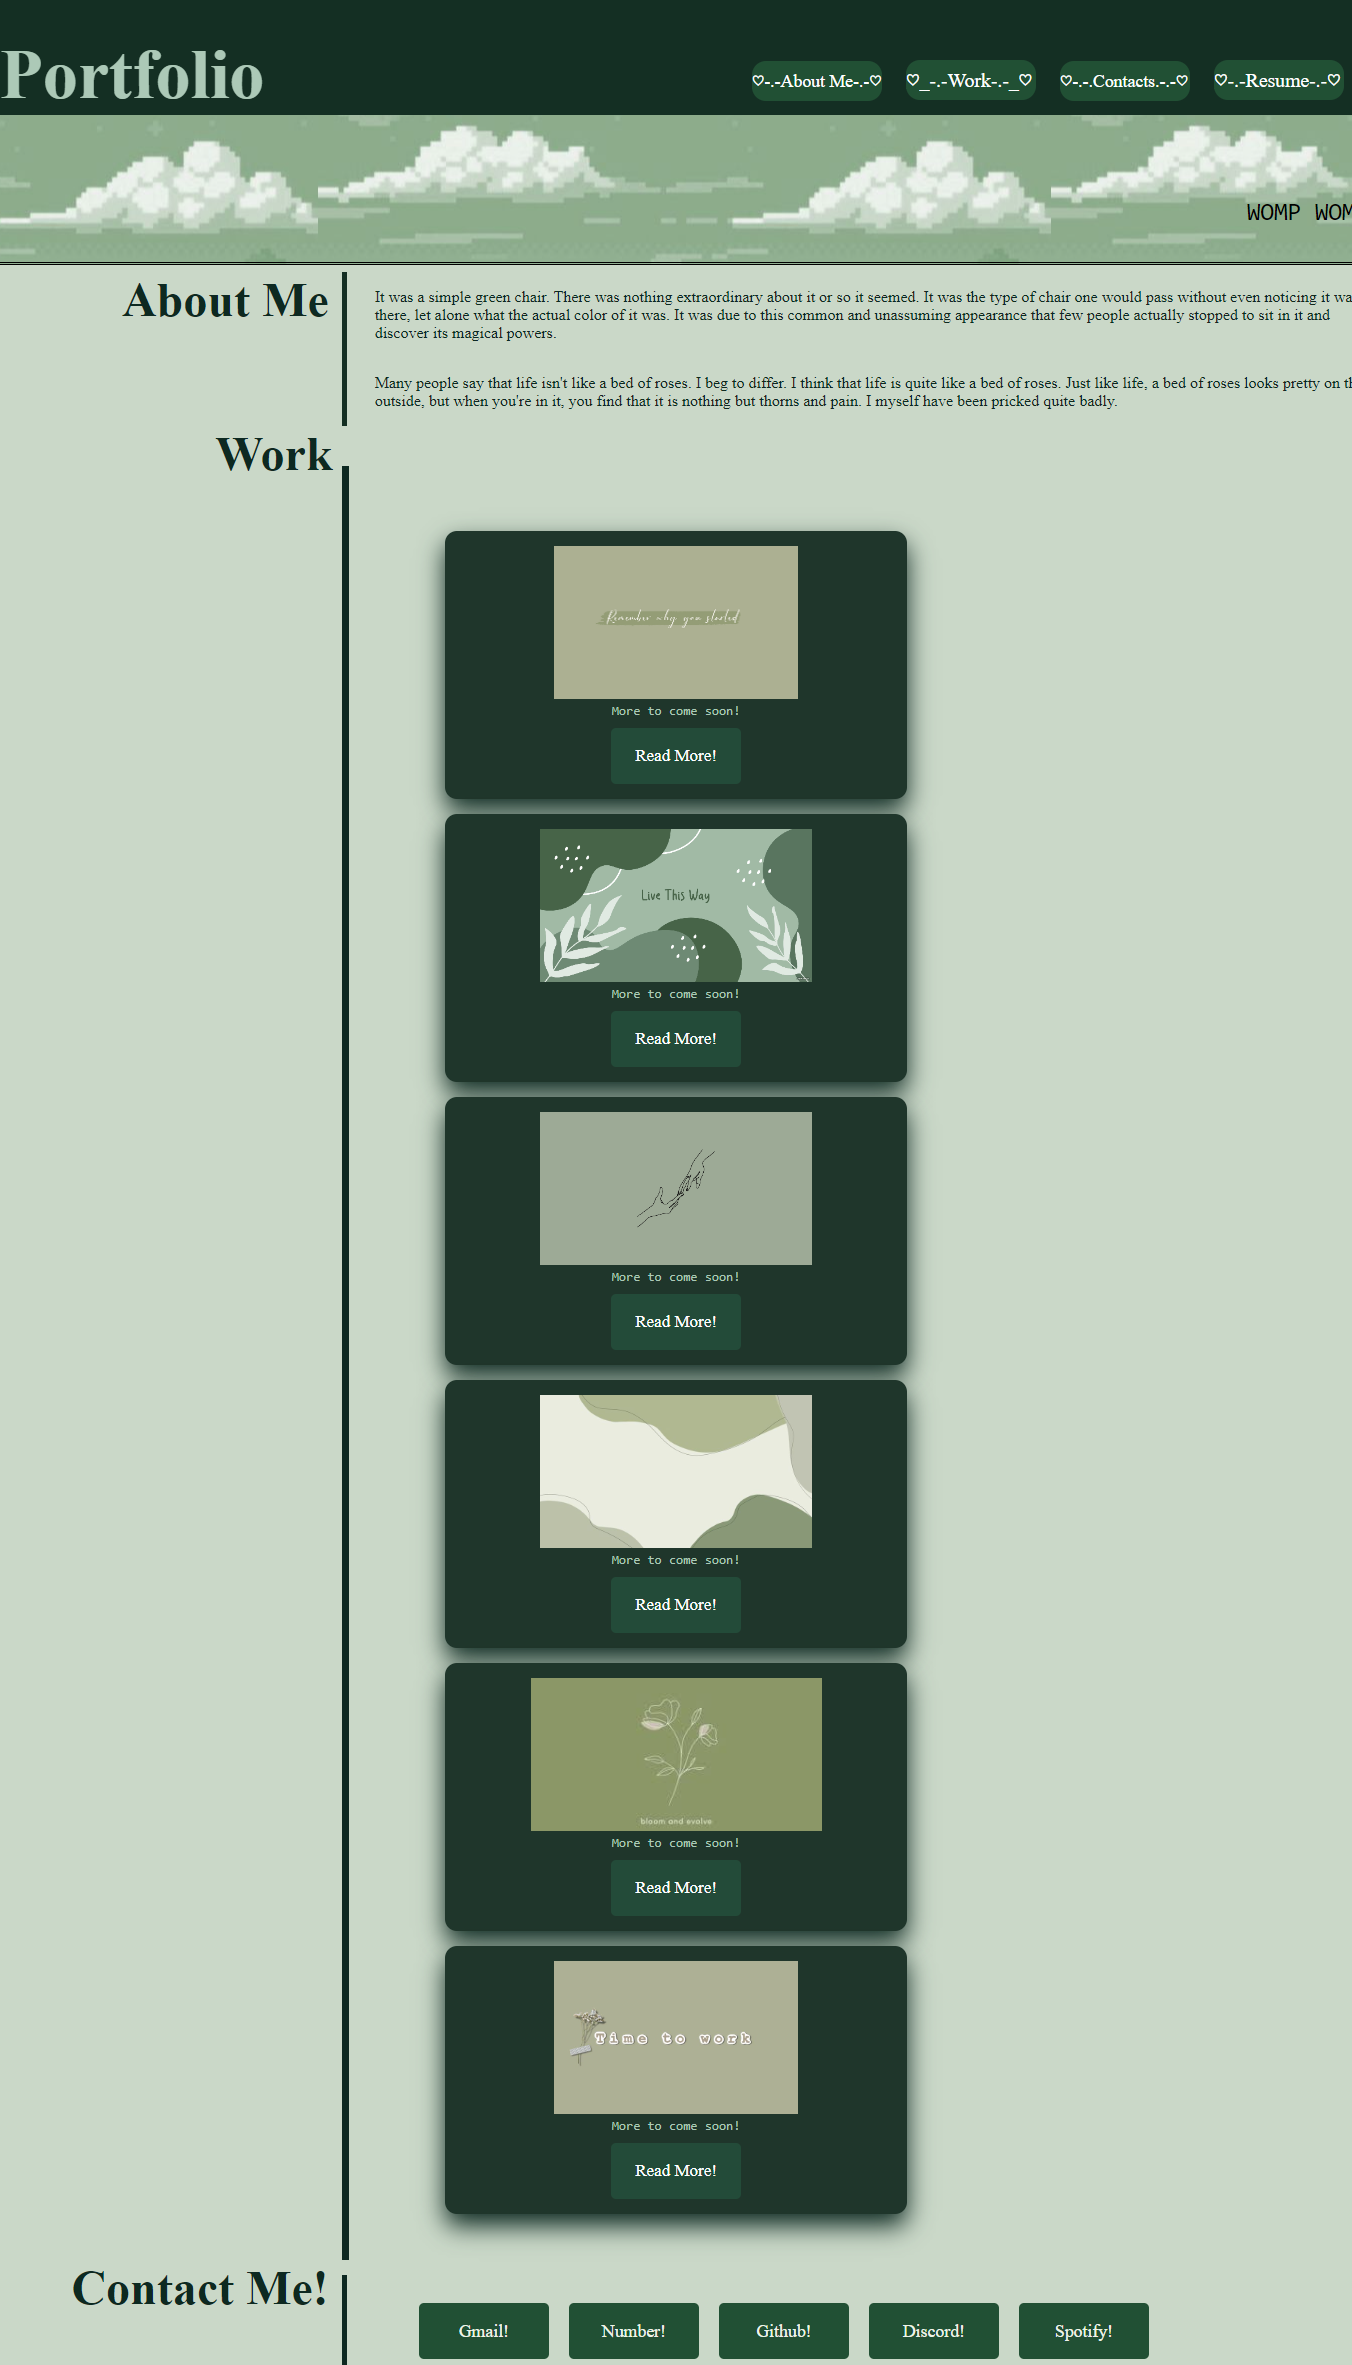 Portfolio
♡-.-About Me-.-♡
♡_-.-Work-.-_♡
♡-.-.Contacts.-.-♡
♡-.-Resume-.-♡
WOMP WOM
About Me
It was a simple green chair. There was nothing extraordinary about it or so it seemed. It was the type of chair one would pass without even noticing it wa
there, let alone what the actual color of it was. It was due to this common and unassuming appearance that few people actually stopped to sit in it and
discover its magical powers.
Many people say that life isn't like a bed of roses. I beg to differ. I think that life is quite like a bed of roses. Just like life, a bed of roses looks pretty on th
outside, but when you're in it, you find that it is nothing but thorns and pain. I myself have been pricked quite badly.
Work
Remember why you started
More to come soon!
Read More!
Live This Way
More to come soon!
Read More!
More to come soon!
Read More!
More to come soon!
Read More!
bloom and evolve
More to come soon!
Read More!
Time to work
More to come soon!
Read More!
Contact Me!
Gmail!
Number!
Github!
Discord!
Spotify!